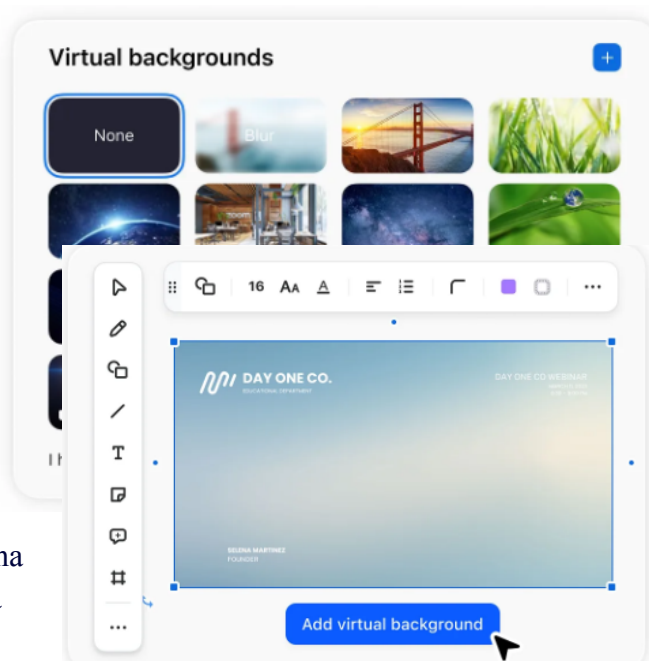 Virtual backgrounds
None
Blur
zoom
16
DAY ONE CO.
EDUCATIONAL DEPARTMENT
DAY ONE CO WEBINAR
SELENA MARTINEZ
FOUNDER
Add virtual background